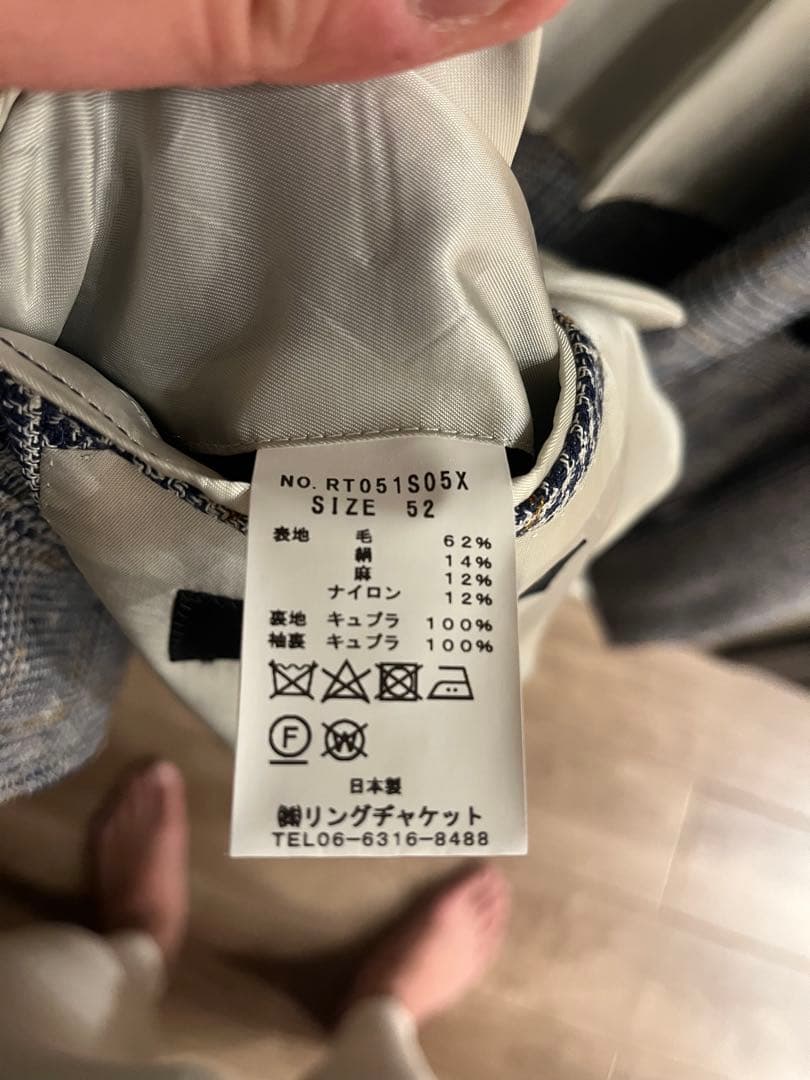 NO. RT051S05X
SIZE 52
表地 毛 62%
絹 14%
麻 12%
ナイロン 12%
裏地 キュプラ 100%
袖裏 キュプラ 100%
F W
日本製
㈱リングヂャケット
TEL06-6316-8488